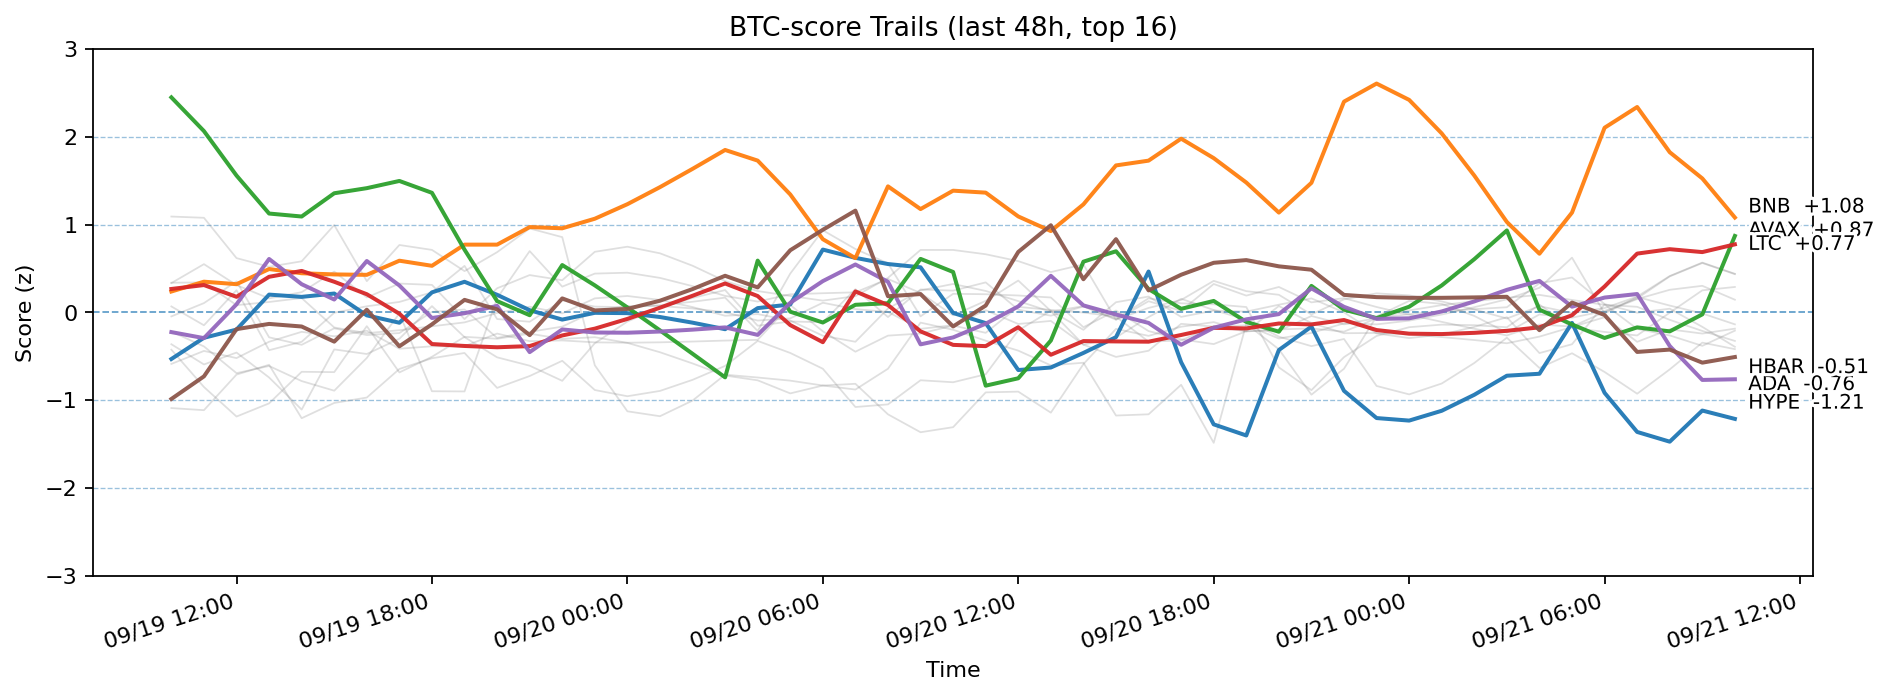 BTC-score Trails (last 48h, top 16)
Score (z)
3
2
1
0
−1
−2
−3
BNB +1.08
AVAX +0.87
LTC +0.77
HBAR -0.51
ADA -0.76
HYPE -1.21
09/19 12:00
09/19 18:00
09/20 00:00
09/20 06:00
09/20 12:00
09/20 18:00
09/21 00:00
09/21 06:00
09/21 12:00
Time